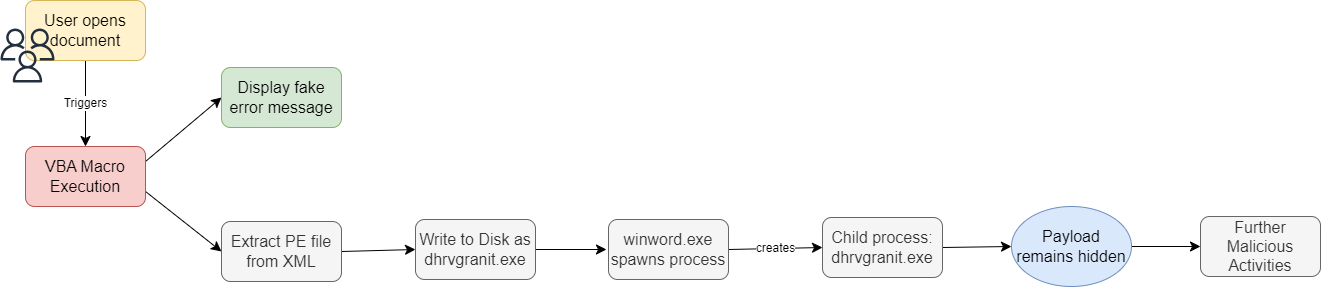 User opens
document
Triggers
VBA Macro
Execution
Display fake
error message
Extract PE file
from XML
Write to Disk as
dhrvgranit.exe
winword.exe
spawns process
creates
Child process:
dhrvgranit.exe
Payload
remains hidden
Further
Malicious
Activities